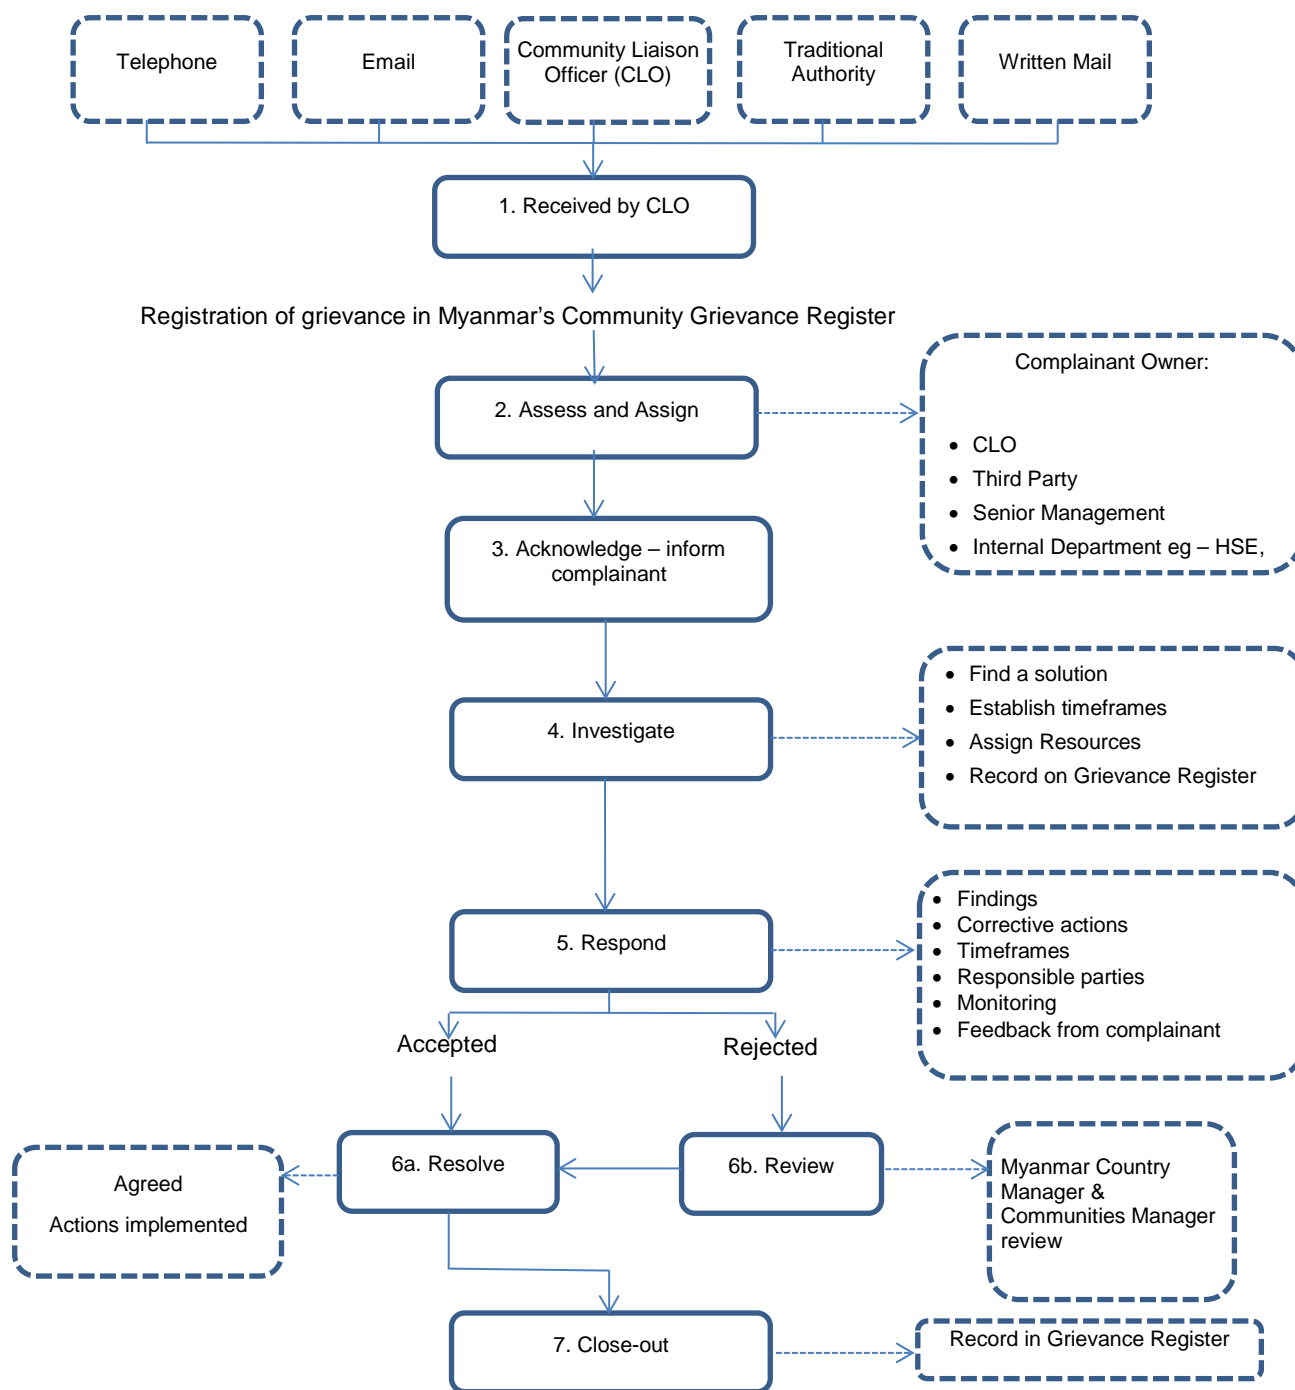 Telephone
Email
Community Liaison
Officer (CLO)
Traditional
Authority
Written Mail
1. Received by CLO
Registration of grievance in Myanmar’s Community Grievance Register
2. Assess and Assign
Complainant Owner:
• CLO
• Third Party
• Senior Management
• Internal Department eg – HSE,
3. Acknowledge – inform
complainant
4. Investigate
• Find a solution
• Establish timeframes
• Assign Resources
• Record on Grievance Register
5. Respond
• Findings
• Corrective actions
• Timeframes
• Responsible parties
• Monitoring
• Feedback from complainant
Accepted
Rejected
6a. Resolve
6b. Review
Agreed
Actions implemented
Myanmar Country
Manager &
Communities Manager
review
7. Close-out
Record in Grievance Register